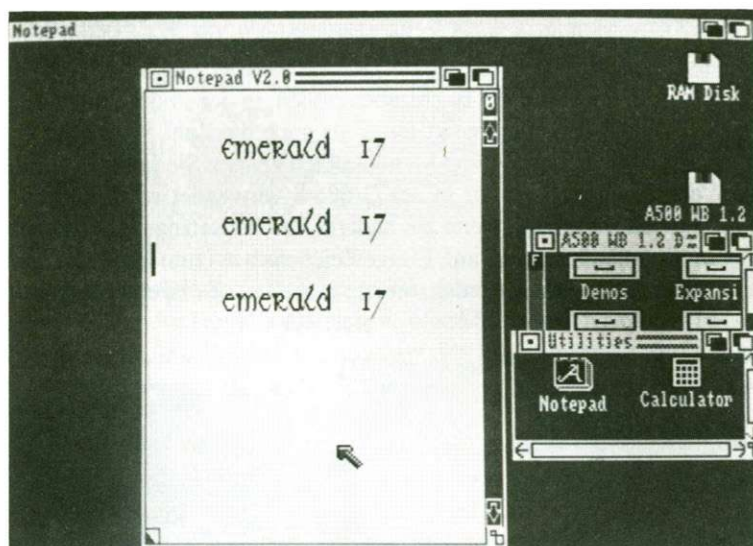 Notepad
Notepad V2.0
0
emerald 17
emerald 17
emerald 17
RAM Disk
A500 WB 1.2
A500 WB 1.2 D
F
Demos
Expansi
Utilities
Notepad
Calculator